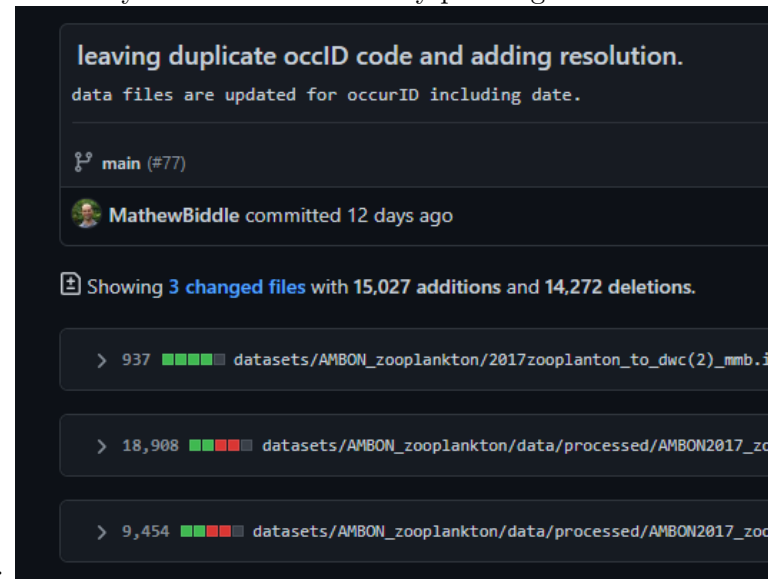 leaving duplicate occID code and adding resolution.
data files are updated for occurID including date.
main (#77)
MathewBiddle committed 12 days ago
Showing 3 changed files with 15,027 additions and 14,272 deletions.
937 datasets/AMBON_zooplankton/2017zooplanton_to_dwc(2)_mmb.i
18,908 datasets/AMBON_zooplankton/data/processed/AMBON2017_zo
9,454 datasets/AMBON_zooplankton/data/processed/AMBON2017_zoo